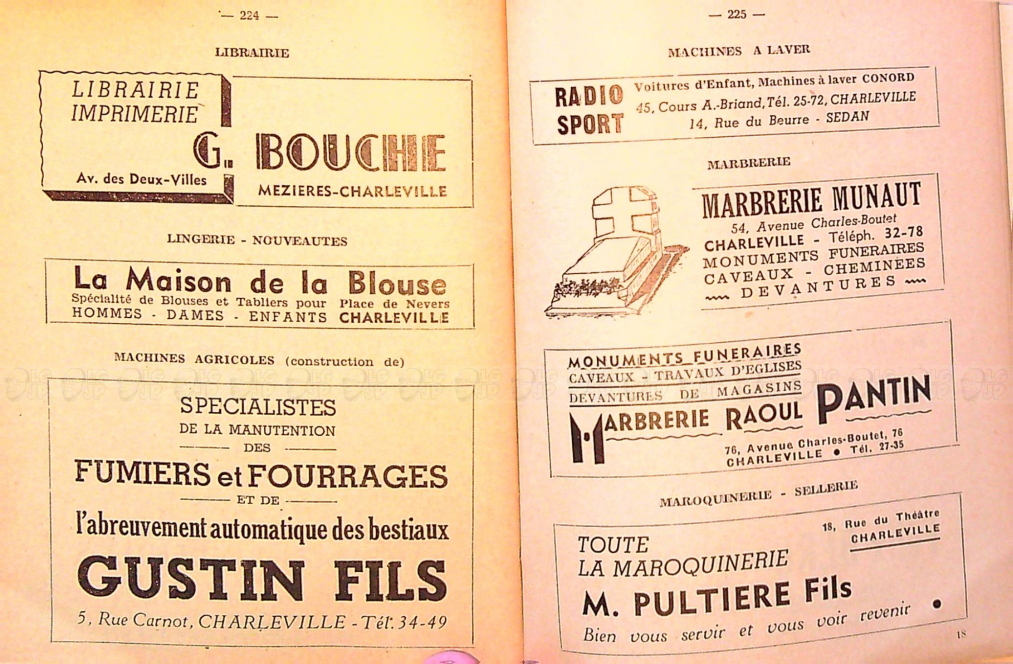 — 224 —
LIBRAIRIE
LIBRAIRIE
IMPRIMERIE
G. BOUCHE
Av. des Deux-Villes
MEZIERES-CHARLEVILLE
LINGERIE - NOUVEAUTES
La Maison de la Blouse
Spécialité de Blouses et Tabliers pour Place de Nevers
HOMMES - DAMES - ENFANTS CHARLEVILLE
MACHINES AGRICOLES (construction de)
SPECIALISTES
DE LA MANUTENTION
DES
FUMIERS et FOURRAGES
ET DE
l'abreuvement automatique des bestiaux
GUSTIN FILS
5, Rue Carnot, CHARLEVILLE - Tél. 34-49
— 225 —
MACHINES A LAVER
RADIO SPORT
Voitures d'Enfant, Machines à laver CONORD
45, Cours A.-Briand, Tél. 25-72, CHARLEVILLE
14, Rue du Beurre - SEDAN
MARBRERIE
MARBRERIE MUNAUT
54, Avenue Charles-Boutet
CHARLEVILLE - Téléph. 32-78
MONUMENTS FUNERAIRES
CAVEAUX - CHEMINEES
DEVANTURES
MONUMENTS FUNERAIRES
CAVEAUX - TRAVAUX D'EGLISES
DEVANTURES DE MAGASINS
MARBRERIE RAOUL PANTIN
76, Avenue Charles-Boutet, 76
CHARLEVILLE • Tél. 27-35
MAROQUINERIE - SELLERIE
18, Rue du Théâtre
CHARLEVILLE
TOUTE
LA MAROQUINERIE
M. PULTIERE Fils
Bien vous servir et vous voir revenir
18